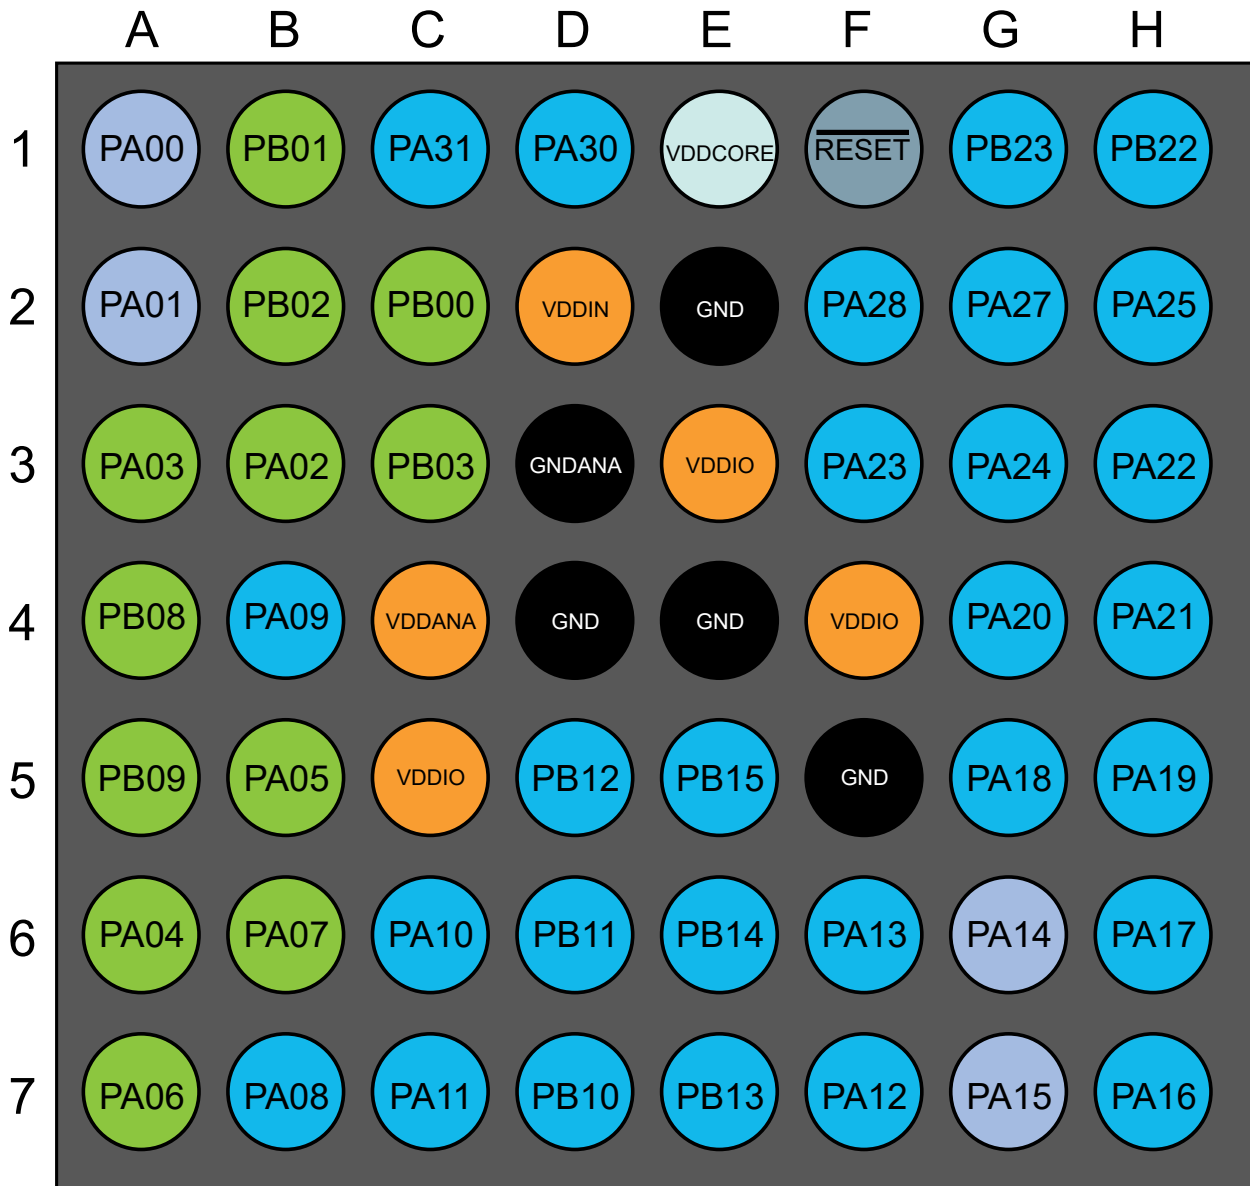 A B C D E F G H
1 PA00 PB01 PA31 PA30 VDDCORE RESET PB23 PB22
2 PA01 PB02 PB00 VDDIN GND PA28 PA27 PA25
3 PA03 PA02 PB03 GNDANA VDDIO PA23 PA24 PA22
4 PB08 PA09 VDDANA GND GND VDDIO PA20 PA21
5 PB09 PA05 VDDIO PB12 PB15 GND PA18 PA19
6 PA04 PA07 PA10 PB11 PB14 PA13 PA14 PA17
7 PA06 PA08 PA11 PB10 PB13 PA12 PA15 PA16